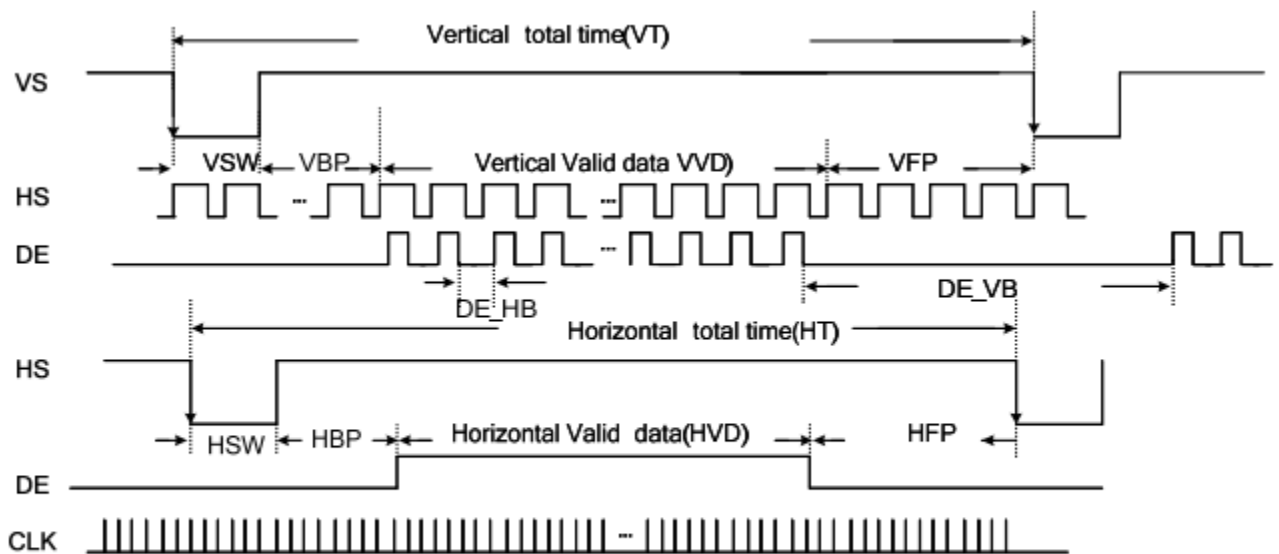 Vertical total time(VT)
VS
VSW VBP Vertical Valid data VVD) VFP
HS ... ...
DE ...
DE_HB DE_VB
Horizontal total time(HT)
HS
HSW HBP Horizontal Valid data(HVD) HFP
DE
CLK ...